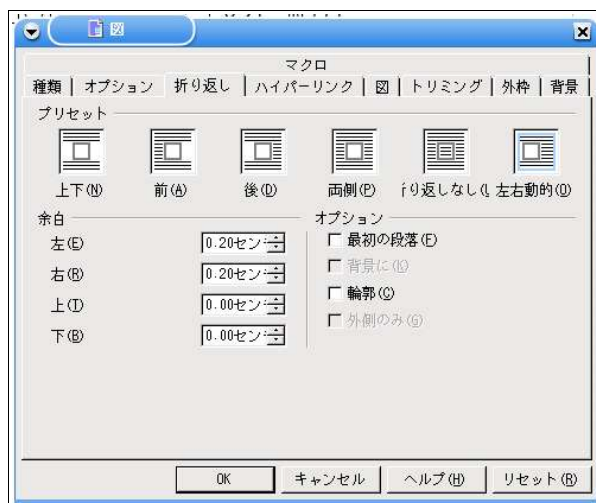 図
マクロ
種類 オプション 折り返し ハイパーリンク 図 トリミング 外枠 背景
プリセット
上下(N) 前(A) 後(D) 両側(P) り返しなし(L 左右動的(O)
余白 オプション
左(E) 0.20セン 最初の段落(F)
右(R) 0.20セン 背景に(K)
上(T) 0.00セン 輪郭(C)
下(B) 0.00セン 外側のみ(G)
OK キャンセル ヘルプ(H) リセット(R)